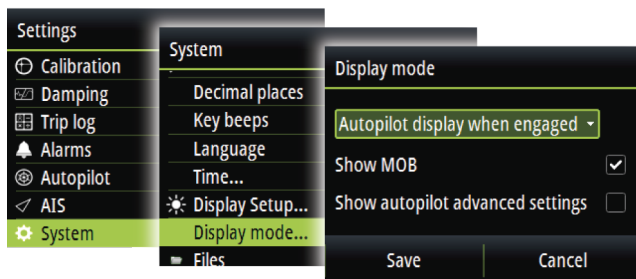 Settings
Calibration
Damping
Trip log
Alarms
Autopilot
AIS
System
System
Decimal places
Key beeps
Language
Time...
Display Setup...
Display mode...
Files
Display mode
Autopilot display when engaged
Show MOB
Show autopilot advanced settings
Save Cancel